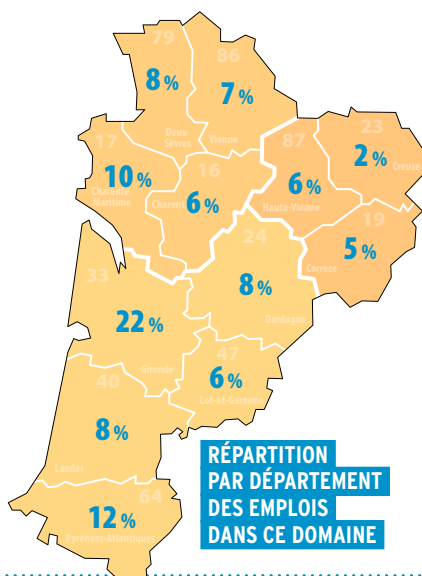 79
8 %
Deux-
Sèvres
86
7 %
Vienne
17
10 %
Charente-
Maritime
16
Charente
6 %
87
6 %
Haute-Vienne
23
2 %
Creuse
19
5 %
Corrèze
24
8 %
Dordogne
33
22 %
Gironde
47
6 %
Lot-et-Garonne
40
8 %
Landes
64
12 %
Pyrénées-Atlantiques
RÉPARTITION
PAR DÉPARTEMENT
DES EMPLOIS
DANS CE DOMAINE